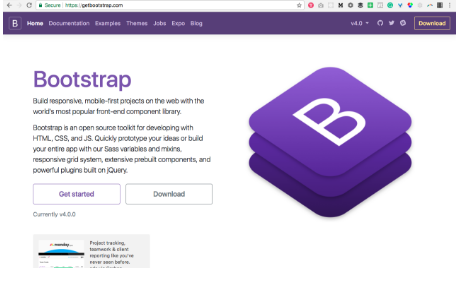 Secure https://getbootstrap.com
B Home Documentation Examples Themes Jobs Expo Blog v4.0 Download
Bootstrap
Build responsive, mobile-first projects on the web with the
world's most popular front-end component library.
Bootstrap is an open source toolkit for developing with
HTML, CSS, and JS. Quickly prototype your ideas or build
your entire app with our Sass variables and mixins,
responsive grid system, extensive prebuilt components, and
powerful plugins built on jQuery.
B
Get started Download
Currently v4.0.0
monday
Project tracking,
teamwork & client
reporting like you've
never seen before.